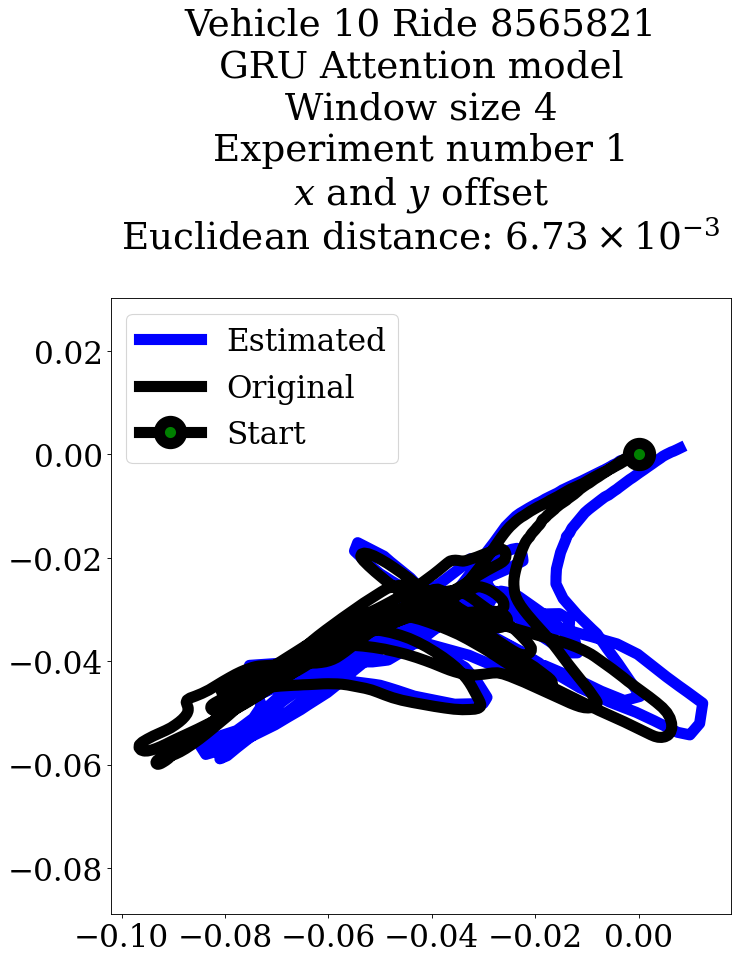 Vehicle 10 Ride 8565821
GRU Attention model
Window size 4
Experiment number 1
x and y offset
Euclidean distance: 6.73 × 10⁻³
Estimated
Original
Start
0.02
0.00
−0.02
−0.04
−0.06
−0.08
−0.10 −0.08 −0.06 −0.04 −0.02 0.00